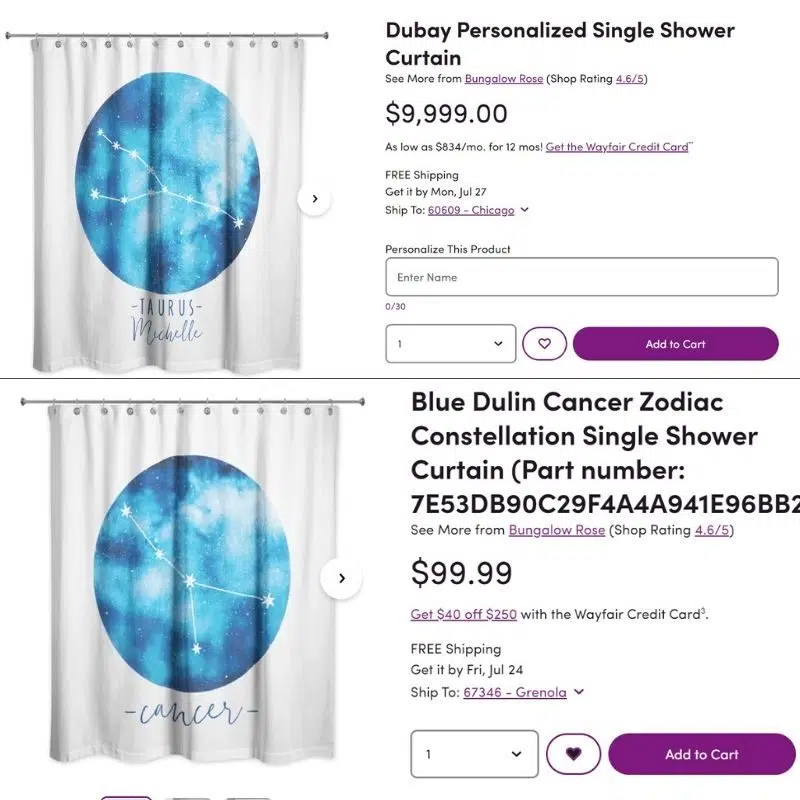 Dubay Personalized Single Shower
Curtain
See More from Bungalow Rose (Shop Rating 4.6/5)
$9,999.00
As low as $834/mo. for 12 mos! Get the Wayfair Credit Card
FREE Shipping
Get it by Mon, Jul 27
Ship To: 60609 - Chicago
Personalize This Product
Enter Name
0/30
1
Add to Cart
-TAURUS-
Michelle
Blue Dulin Cancer Zodiac
Constellation Single Shower
Curtain (Part number:
7E53DB90C29F4A4A941E96BB2
See More from Bungalow Rose (Shop Rating 4.6/5)
$99.99
Get $40 off $250 with the Wayfair Credit Card³.
FREE Shipping
Get it by Fri, Jul 24
Ship To: 67346 - Grenola
1
Add to Cart
-cancer-